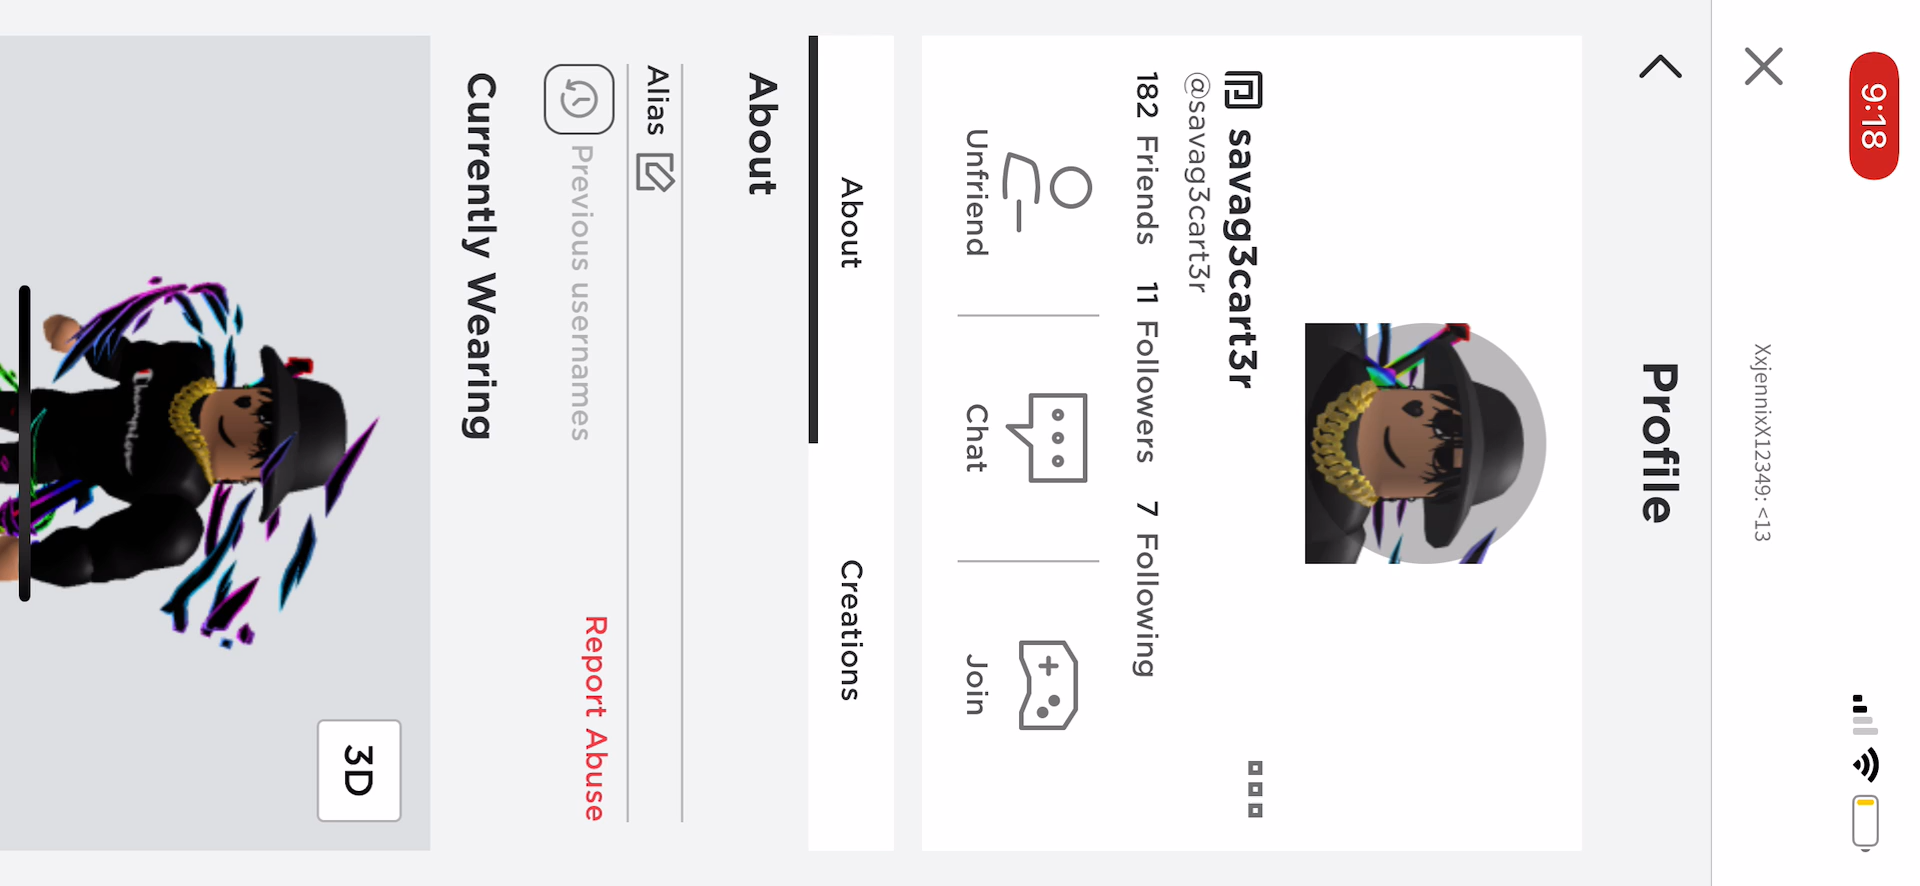 9:18
XxjennixX12349: <13
Profile
savag3cart3r
@savag3cart3r
182 Friends 11 Followers 7 Following
Unfriend Chat Join
About Creations
About
Alias
Previous usernames Report Abuse
Currently Wearing
3D
Champion